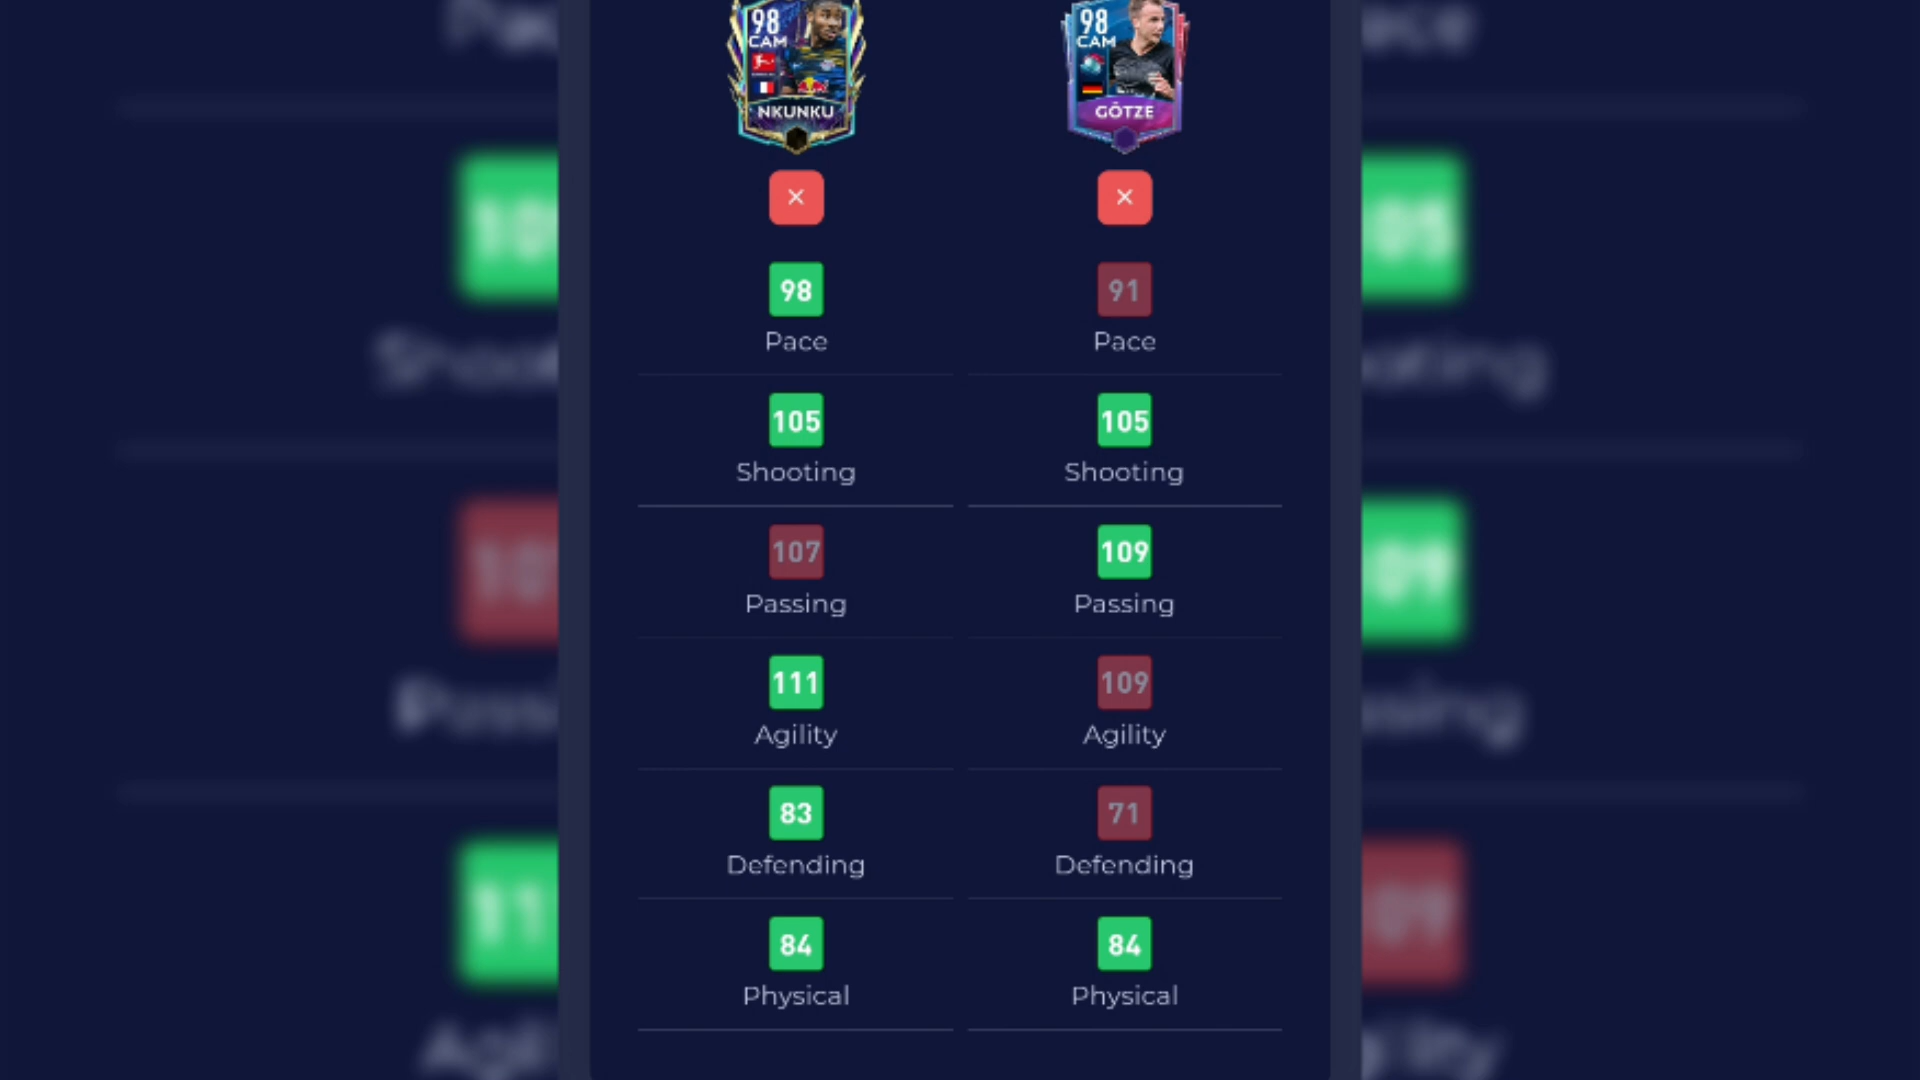 98 98
CAM CAM
NKUNKU GÖTZE
98 91
Pace Pace
105 105
Shooting Shooting
107 109
Passing Passing
111 109
Agility Agility
83 71
Defending Defending
84 84
Physical Physical